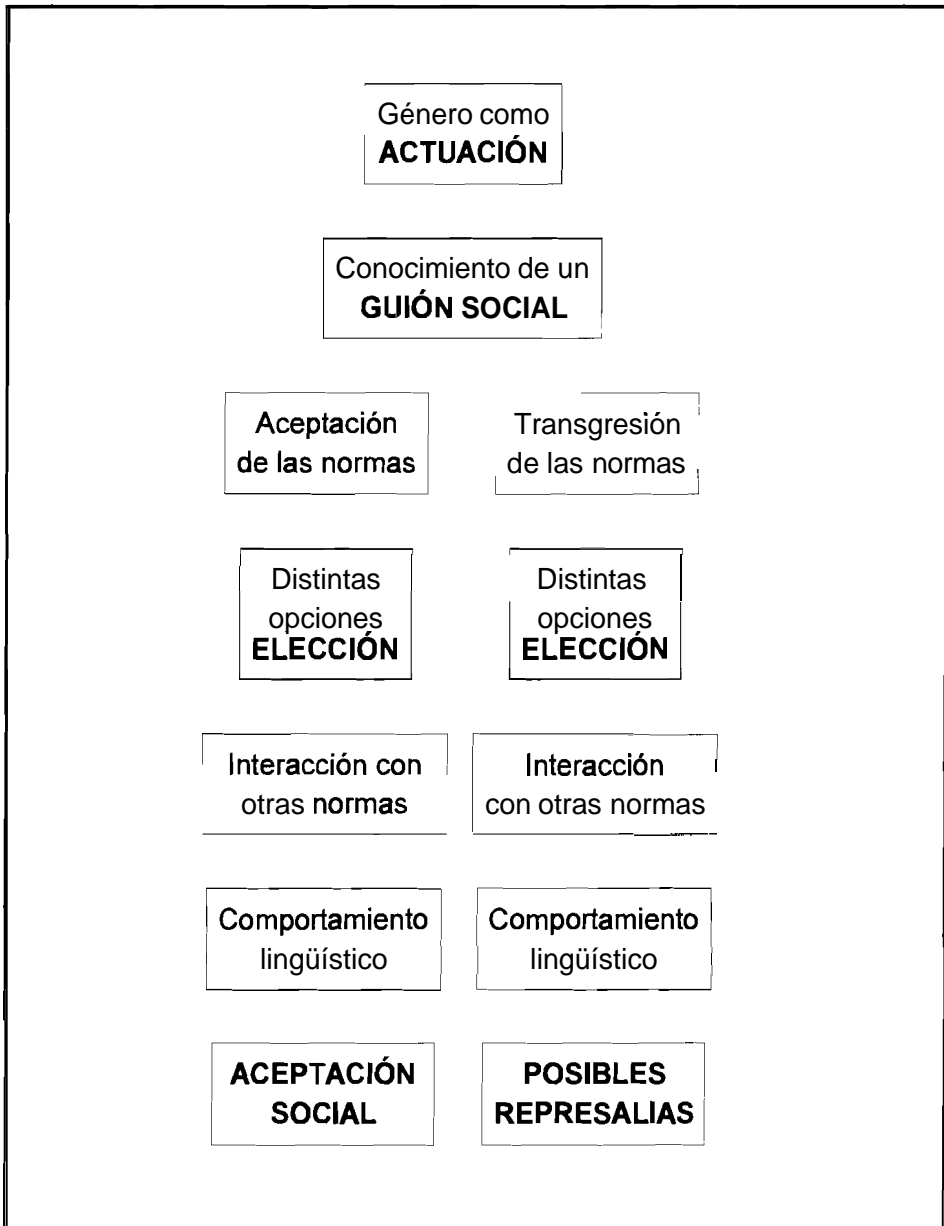 Género como
ACTUACIÓN
Conocimiento de un
GUIÓN SOCIAL
Aceptación
de las normas
Transgresión
de las normas
Distintas
opciones
ELECCIÓN
Distintas
opciones
ELECCIÓN
Interacción con
otras normas
Interacción
con otras normas
Comportamiento
lingüístico
Comportamiento
lingüístico
ACEPTACIÓN
SOCIAL
POSIBLES
REPRESALIAS